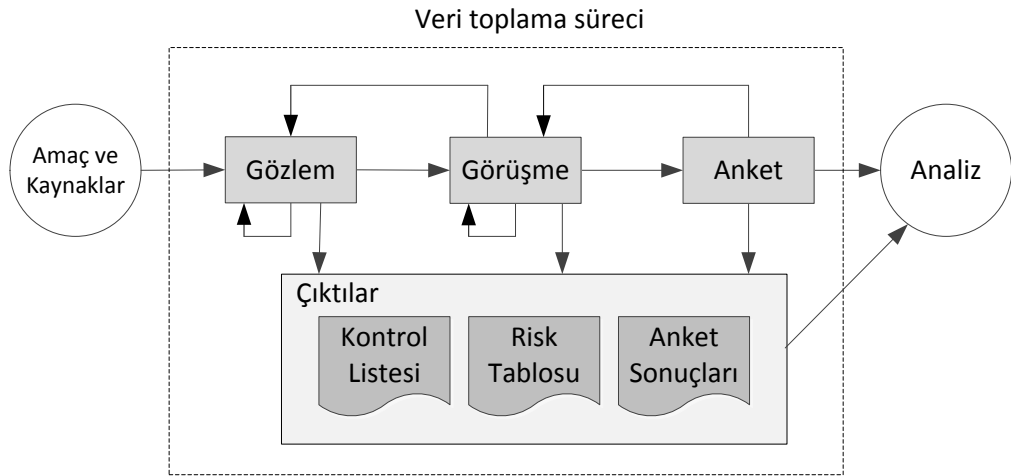 Veri toplama süreci
Amaç ve
Kaynaklar
Gözlem
Görüşme
Anket
Analiz
Çıktılar
Kontrol
Listesi
Risk
Tablosu
Anket
Sonuçları